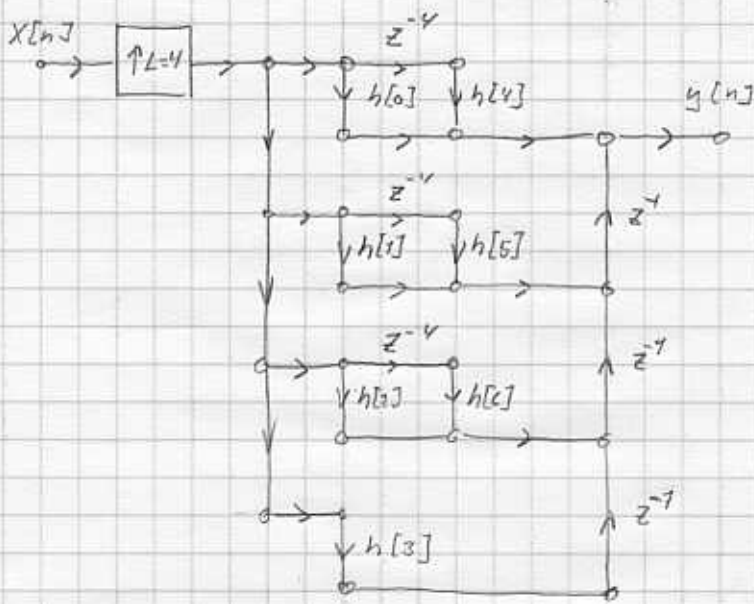 x[n]
↑L=4
z⁻⁴
h[0]
h[4]
y[n]
z⁻⁴
h[1]
h[5]
z⁻¹
z⁻⁴
h[2]
h[6]
z⁻¹
h[3]
z⁻¹